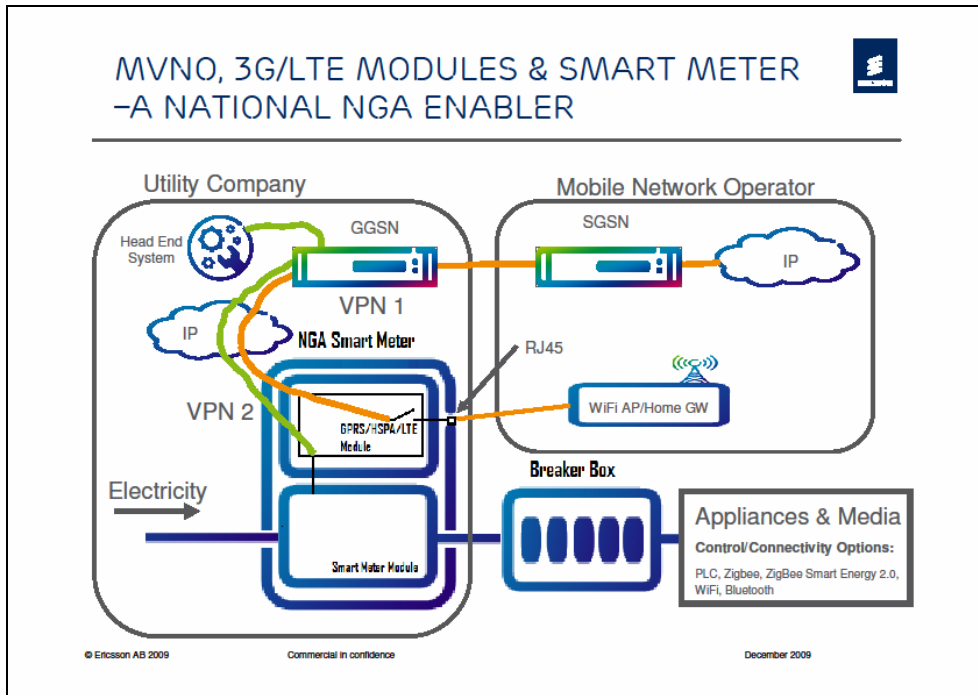 MVNO, 3G/LTE MODULES & SMART METER
–A NATIONAL NGA ENABLER
ERICSSON
Utility Company
Mobile Network Operator
GGSN
SGSN
Head End
System
IP
VPN 1
IP
NGA Smart Meter
RJ45
VPN 2
GPRS/HSPA/LTE
Module
WiFi AP/Home GW
Breaker Box
Electricity
Appliances & Media
Control/Connectivity Options:
PLC, Zigbee, ZigBee Smart Energy 2.0,
WiFi, Bluetooth
Smart Meter Module
© Ericsson AB 2009
Commercial in confidence
December 2009